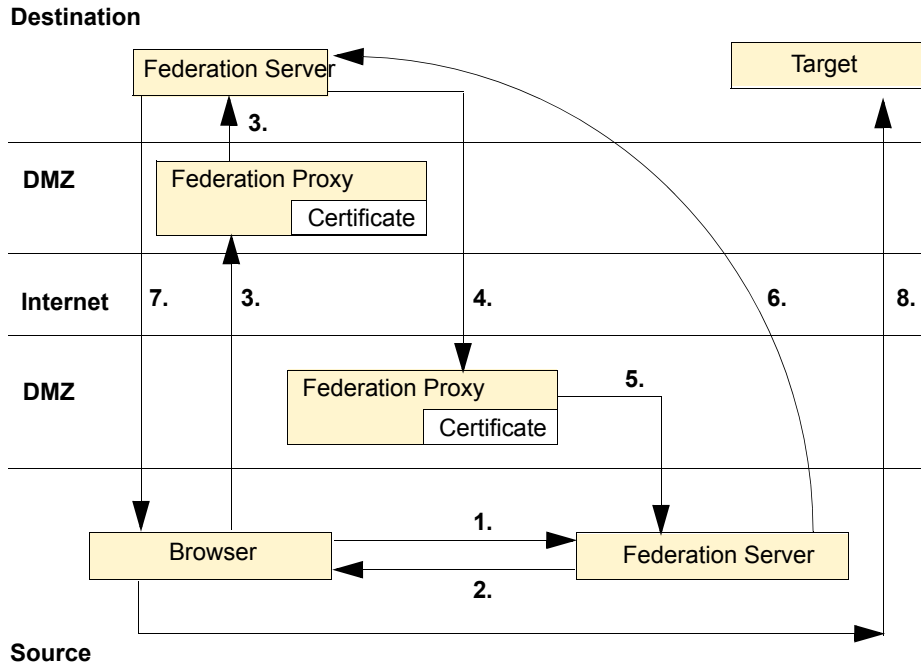 Destination
Federation Server
Target
3.
DMZ
Federation Proxy
Certificate
Internet
7.
3.
4.
6.
8.
DMZ
Federation Proxy
5.
Certificate
1.
Browser
Federation Server
2.
Source